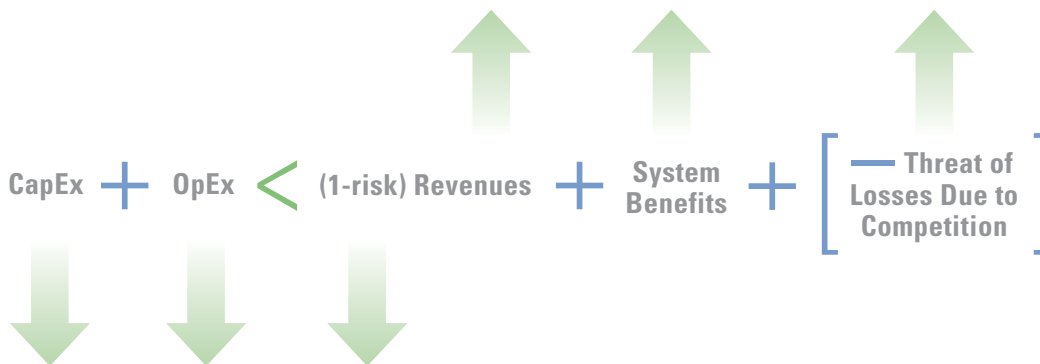 CapEx + OpEx < (1-risk) Revenues + System Benefits + [ — Threat of Losses Due to Competition ]